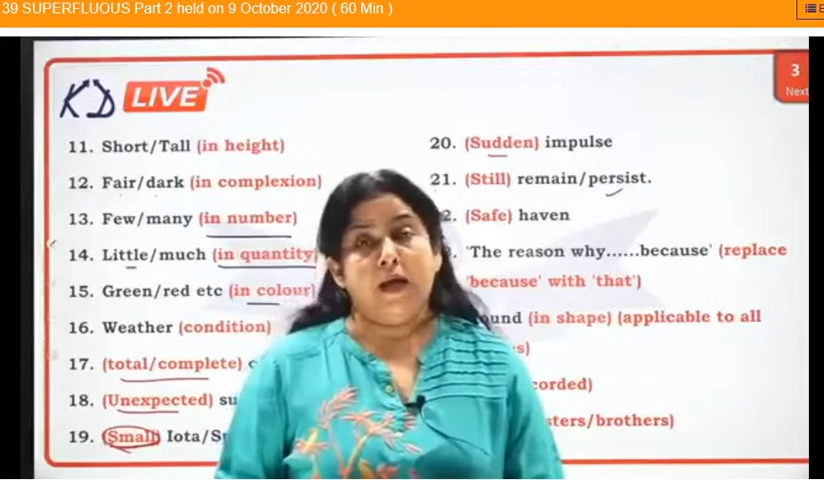 39 SUPERFLUOUS Part 2 held on 9 October 2020 ( 60 Min )
KD LIVE
3
Next
11. Short/Tall (in height)
12. Fair/dark (in complexion)
13. Few/many (in number)
14. Little/much (in quantity)
15. Green/red etc (in colour)
16. Weather (condition)
17. (total/complete)
18. (Unexpected)
19. (Small) Iota/
20. (Sudden) impulse
21. (Still) remain/persist.
(Safe) haven
'The reason why......because' (replace
'because' with 'that')
(in shape) (applicable to all